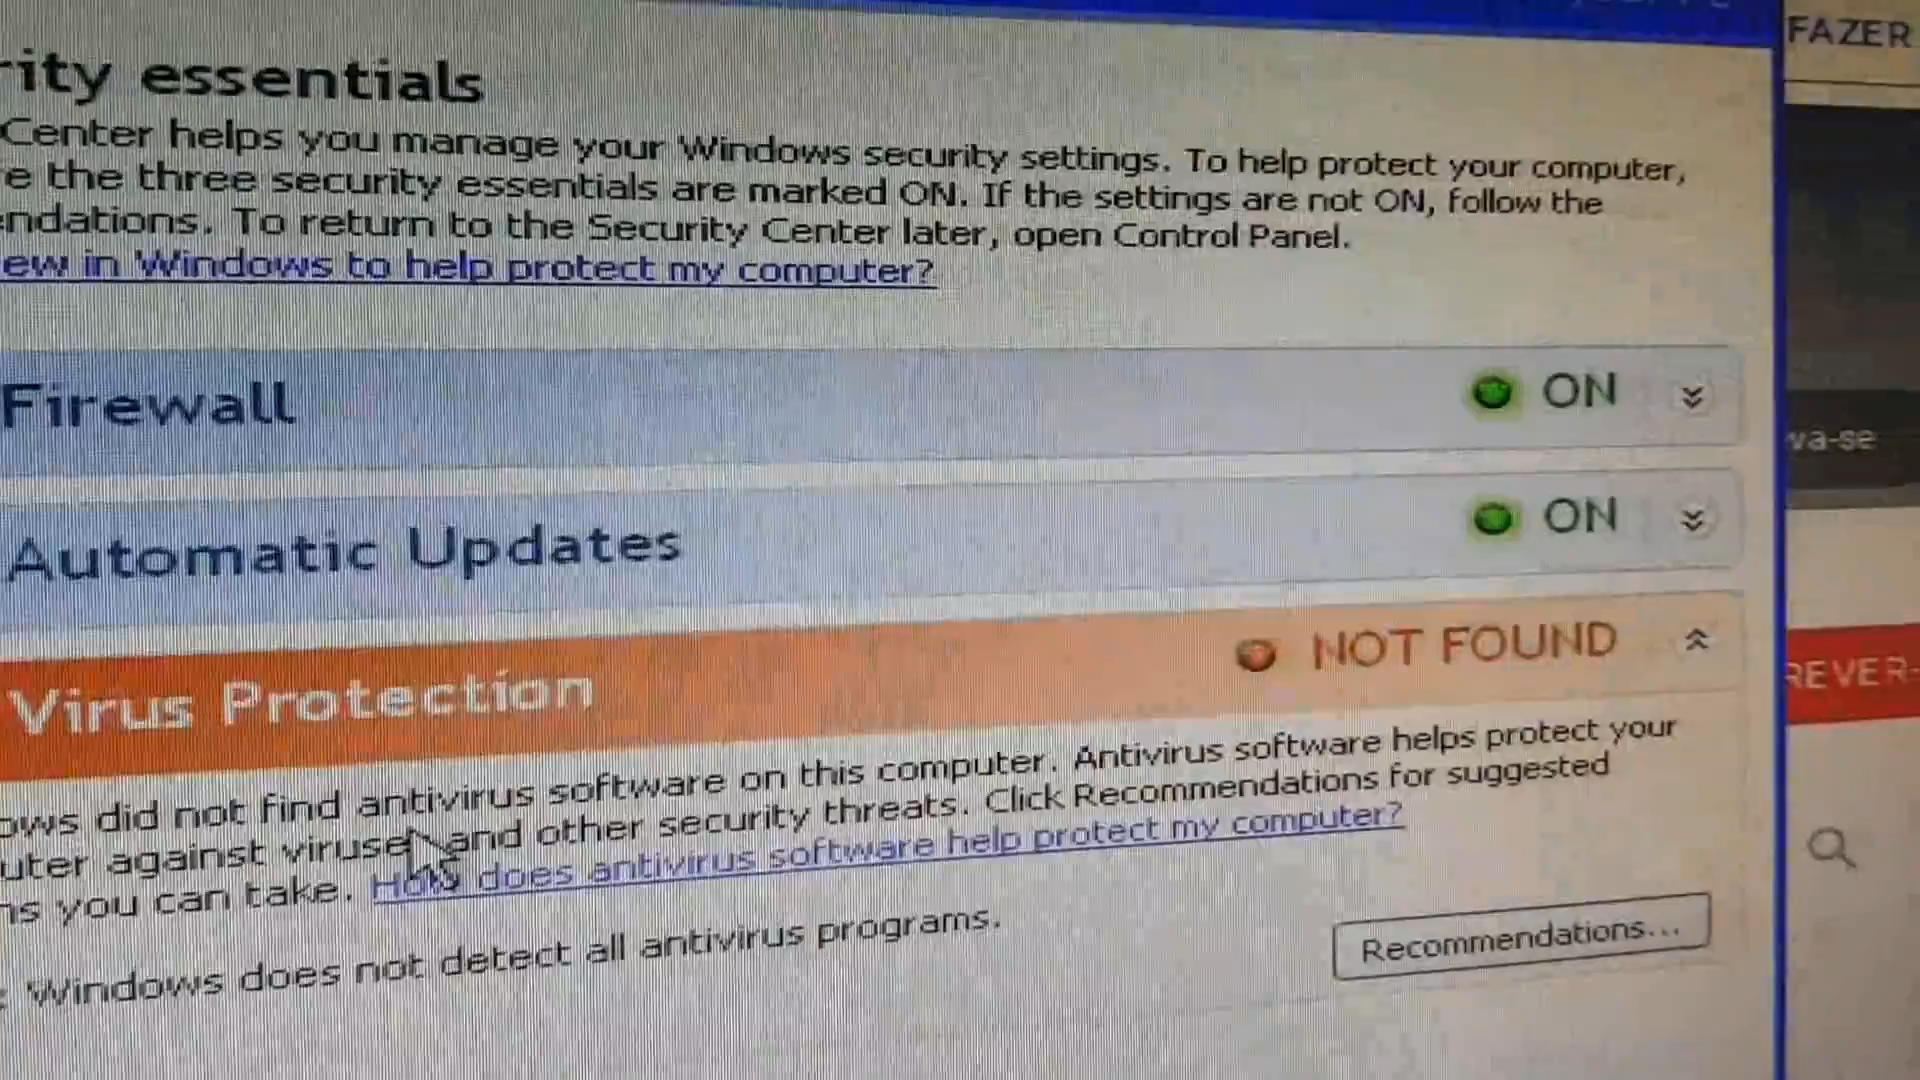 rity essentials
Center helps you manage your Windows security settings. To help protect your computer,
e the three security essentials are marked ON. If the settings are not ON, follow the
ndations. To return to the Security Center later, open Control Panel.
ew in Windows to help protect my computer?
Firewall ON
Automatic Updates ON
Virus Protection NOT FOUND
ows did not find antivirus software on this computer. Antivirus software helps protect your
uter against viruses and other security threats. Click Recommendations for suggested
ns you can take. How does antivirus software help protect my computer?
: Windows does not detect all antivirus programs.
Recommendations...
FAZER
va-se
REVER-